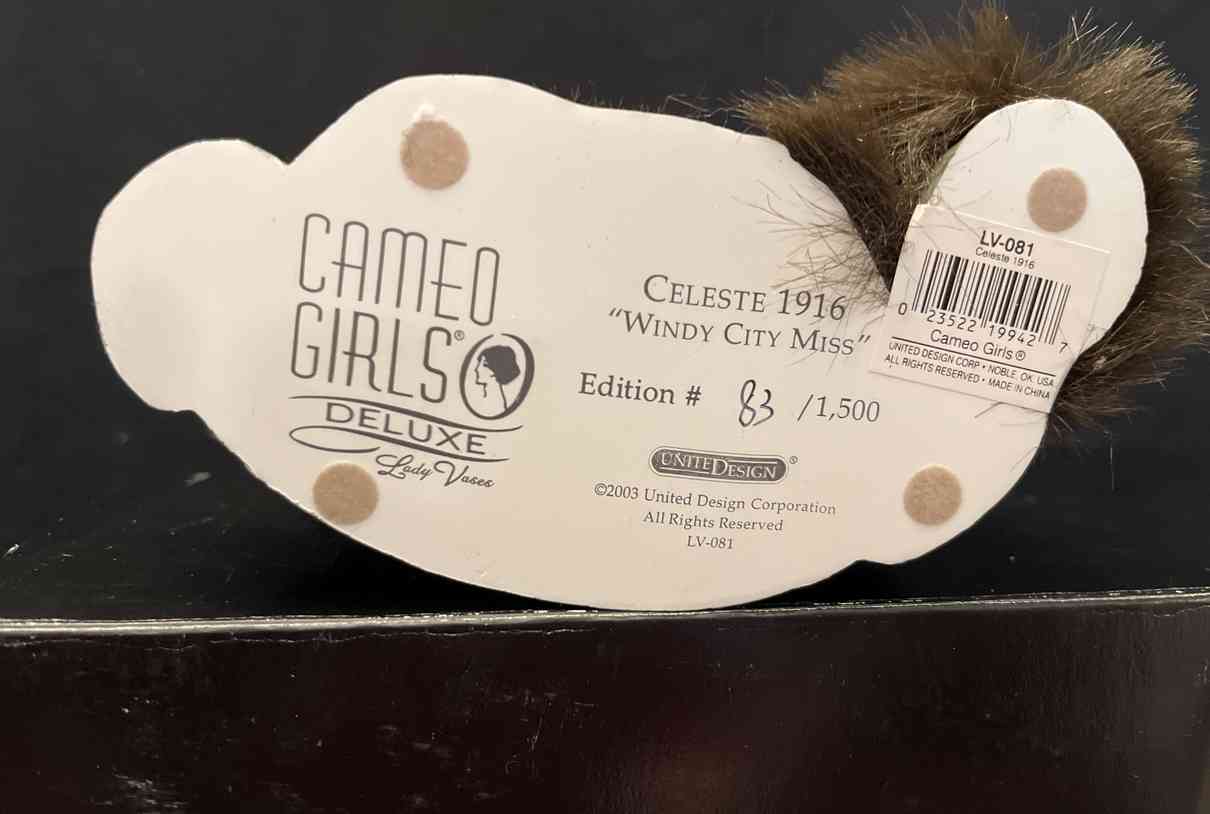 CAMEO
GIRLS®
DELUXE
Lady Vases
CELESTE 1916
"WINDY CITY MISS"
Edition # 83 /1,500
UNITEDESIGN®
©2003 United Design Corporation
All Rights Reserved
LV-081
LV-081
Celeste 1916
0 23522 19942 7
Cameo Girls®
UNITED DESIGN CORP • NOBLE, OK USA
ALL RIGHTS RESERVED • MADE IN CHINA